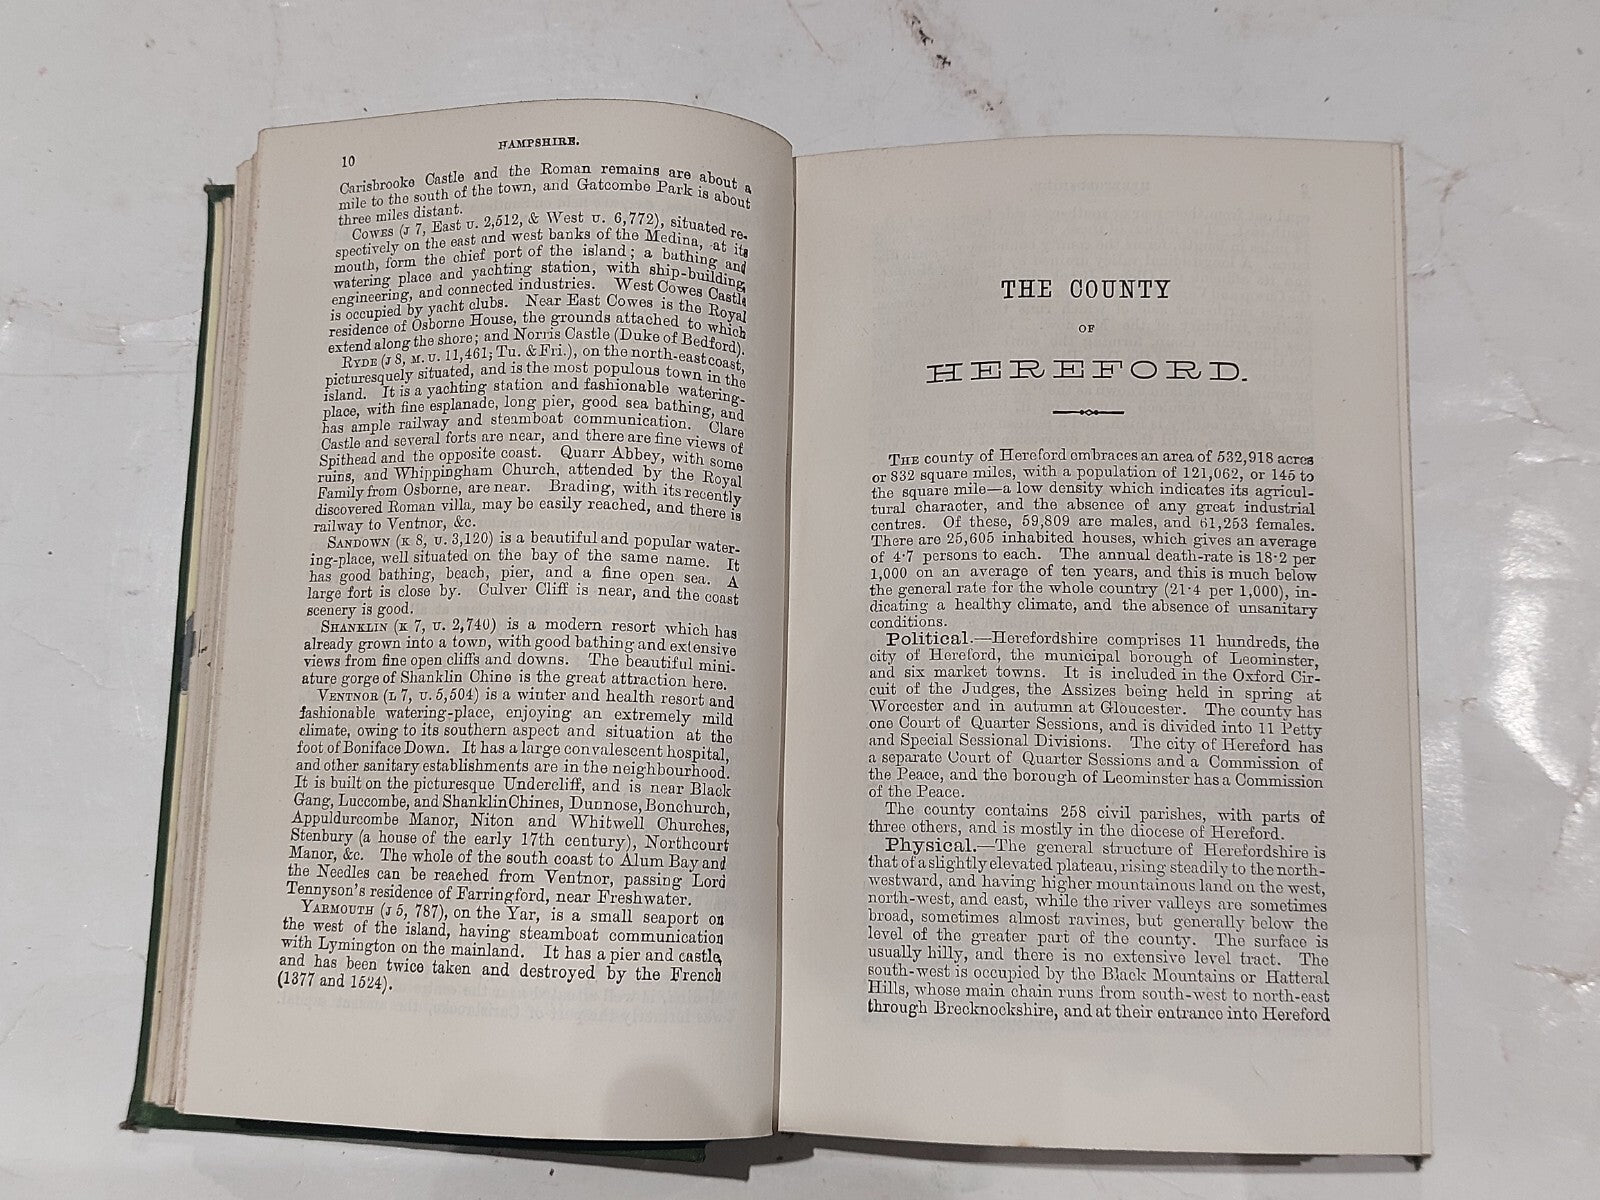 10
HAMPSHIRE.
Carisbrooke Castle and the Roman remains are about a
mile to the south of the town, and Gatcombe Park is about
three miles distant.
COWES (J 7, East U. 2,512, & West U. 6,772), situated re-
spectively on the east and west banks of the Medina, at its
mouth, form the chief port of the island; a bathing and
watering place and yachting station, with ship-building,
engineering, and connected industries. West Cowes Castle
is occupied by yacht clubs. Near East Cowes is the Royal
residence of Osborne House, the grounds attached to which
extend along the shore; and Norris Castle (Duke of Bedford).
RYDE (J 8, M. U. 11,461; Tu. & Fri.), on the north-east coast,
picturesquely situated, and is the most populous town in the
island. It is a yachting station and fashionable watering-
place, with fine esplanade, long pier, good sea bathing, and
has ample railway and steamboat communication. Clare
Castle and several forts are near, and there are fine views of
Spithead and the opposite coast. Quarr Abbey, with some
ruins, and Whippingham Church, attended by the Royal
Family from Osborne, are near. Brading, with its recently
discovered Roman villa, may be easily reached, and there is
railway to Ventnor, &c.
SANDOWN (K 8, U. 3,120) is a beautiful and popular water-
ing-place, well situated on the bay of the same name. It
has good bathing, beach, pier, and a fine open sea. A
large fort is close by. Culver Cliff is near, and the coast
scenery is good.
SHANKLIN (K 7, U. 2,740) is a modern resort which has
already grown into a town, with good bathing and extensive
views from fine open cliffs and downs. The beautiful mini-
ature gorge of Shanklin Chine is the great attraction here.
VENTNOR (L 7, U. 5,504) is a winter and health resort and
fashionable watering-place, enjoying an extremely mild
climate, owing to its southern aspect and situation at the
foot of Boniface Down. It has a large convalescent hospital,
and other sanitary establishments are in the neighbourhood.
It is built on the picturesque Undercliff, and is near Black
Gang, Luccombe, and Shanklin Chines, Dunnose, Bonchurch,
Appuldurcombe Manor, Niton and Whitwell Churches,
Stenbury (a house of the early 17th century), Northcourt
Manor, &c. The whole of the south coast to Alum Bay and
the Needles can be reached from Ventnor, passing Lord
Tennyson's residence of Farringford, near Freshwater.
YARMOUTH (J 5, 787), on the Yar, is a small seaport on
the west of the island, having steamboat communication
with Lymington on the mainland. It has a pier and castle,
and has been twice taken and destroyed by the French
(1377 and 1524).
THE COUNTY
OF
HEREFORD.
THE county of Hereford embraces an area of 532,918 acres
or 832 square miles, with a population of 121,062, or 145 to
the square mile—a low density which indicates its agricul-
tural character, and the absence of any great industrial
centres. Of these, 59,809 are males, and 61,253 females.
There are 25,605 inhabited houses, which gives an average
of 4·7 persons to each. The annual death-rate is 18·2 per
1,000 on an average of ten years, and this is much below
the general rate for the whole country (21·4 per 1,000), in-
dicating a healthy climate, and the absence of unsanitary
conditions.
Political.—Herefordshire comprises 11 hundreds, the
city of Hereford, the municipal borough of Leominster,
and six market towns. It is included in the Oxford Cir-
cuit of the Judges, the Assizes being held in spring at
Worcester and in autumn at Gloucester. The county has
one Court of Quarter Sessions, and is divided into 11 Petty
and Special Sessional Divisions. The city of Hereford has
a separate Court of Quarter Sessions and a Commission of
the Peace, and the borough of Leominster has a Commission
of the Peace.
The county contains 258 civil parishes, with parts of
three others, and is mostly in the diocese of Hereford.
Physical.—The general structure of Herefordshire is
that of a slightly elevated plateau, rising steadily to the north-
westward, and having higher mountainous land on the west,
north-west, and east, while the river valleys are sometimes
broad, sometimes almost ravines, but generally below the
level of the greater part of the county. The surface is
usually hilly, and there is no extensive level tract. The
south-west is occupied by the Black Mountains or Hatteral
Hills, whose main chain runs from south-west to north-east
through Brecknockshire, and at their entrance into Hereford